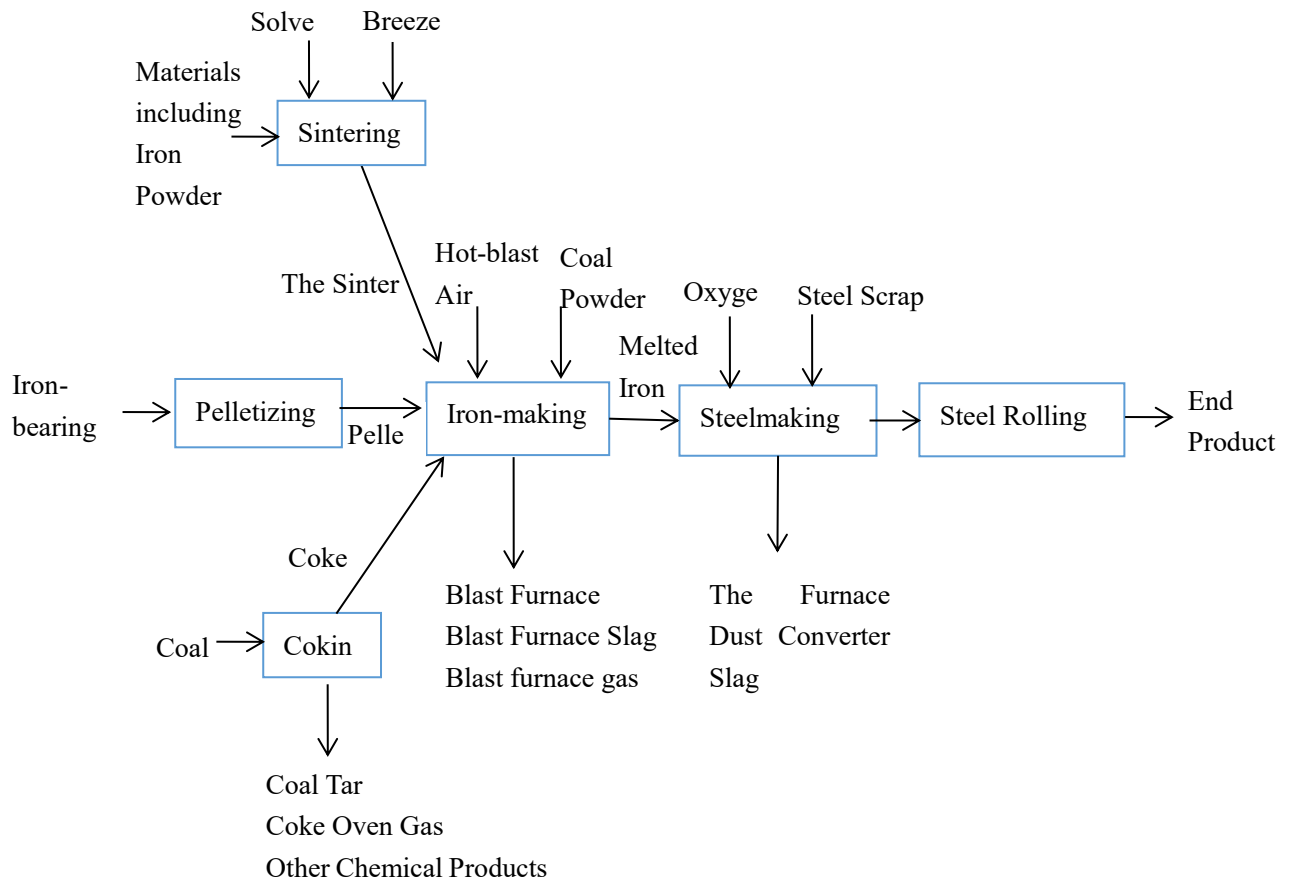 Solve
Breeze
Materials
including
Iron
Powder
Sintering
The Sinter
Hot-blast
Air
Coal
Powder
Melted
Iron
Oxyge
Steel Scrap
Iron-
bearing
Pelletizing
Pelle
Iron-making
Steelmaking
Steel Rolling
End
Product
Coke
Coal
Cokin
Blast Furnace
Blast Furnace Slag
Blast furnace gas
The Furnace
Dust Converter
Slag
Coal Tar
Coke Oven Gas
Other Chemical Products